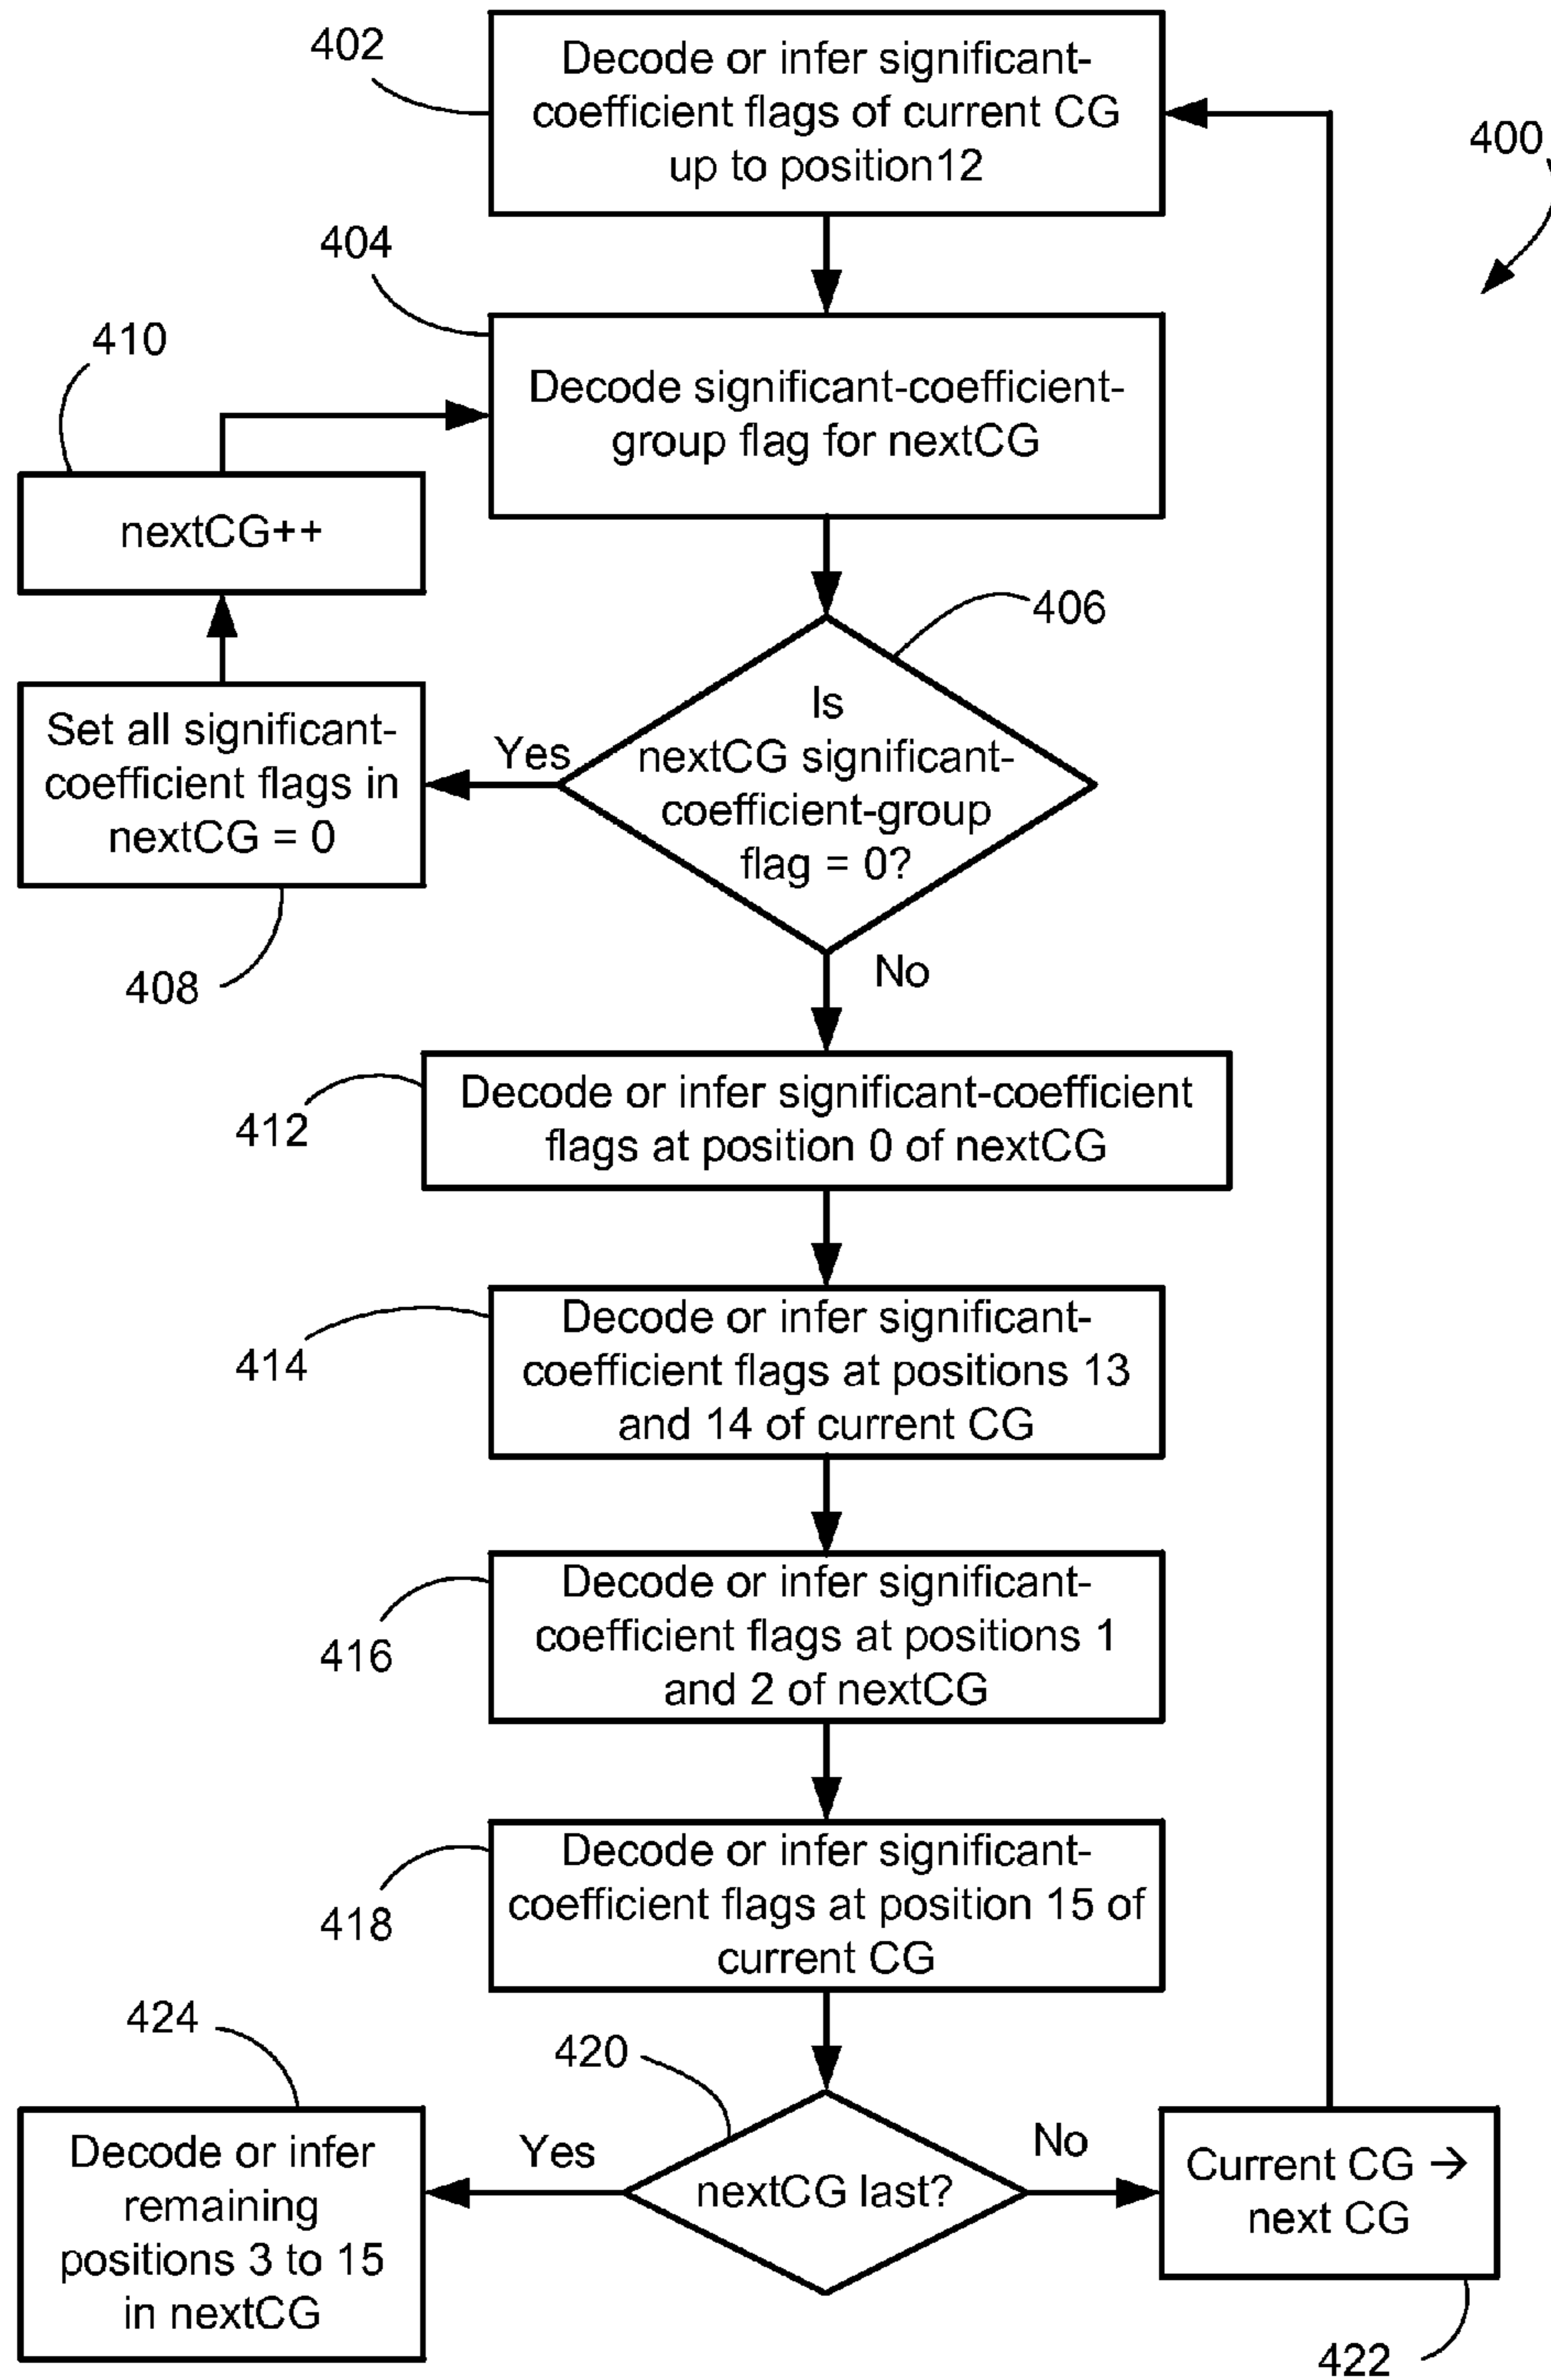 402
Decode or infer significant-
coefficient flags of current CG
up to position12
400
404
Decode significant-coefficient-
group flag for nextCG
410
nextCG++
406
Is
nextCG significant-
coefficient-group
flag = 0?
Yes
Set all significant-
coefficient flags in
nextCG = 0
408
No
412
Decode or infer significant-coefficient
flags at position 0 of nextCG
414
Decode or infer significant-
coefficient flags at positions 13
and 14 of current CG
416
Decode or infer significant-
coefficient flags at positions 1
and 2 of nextCG
418
Decode or infer significant-
coefficient flags at position 15 of
current CG
424
420
Yes
nextCG last?
No
Decode or infer
remaining
positions 3 to 15
in nextCG
Current CG →
next CG
422